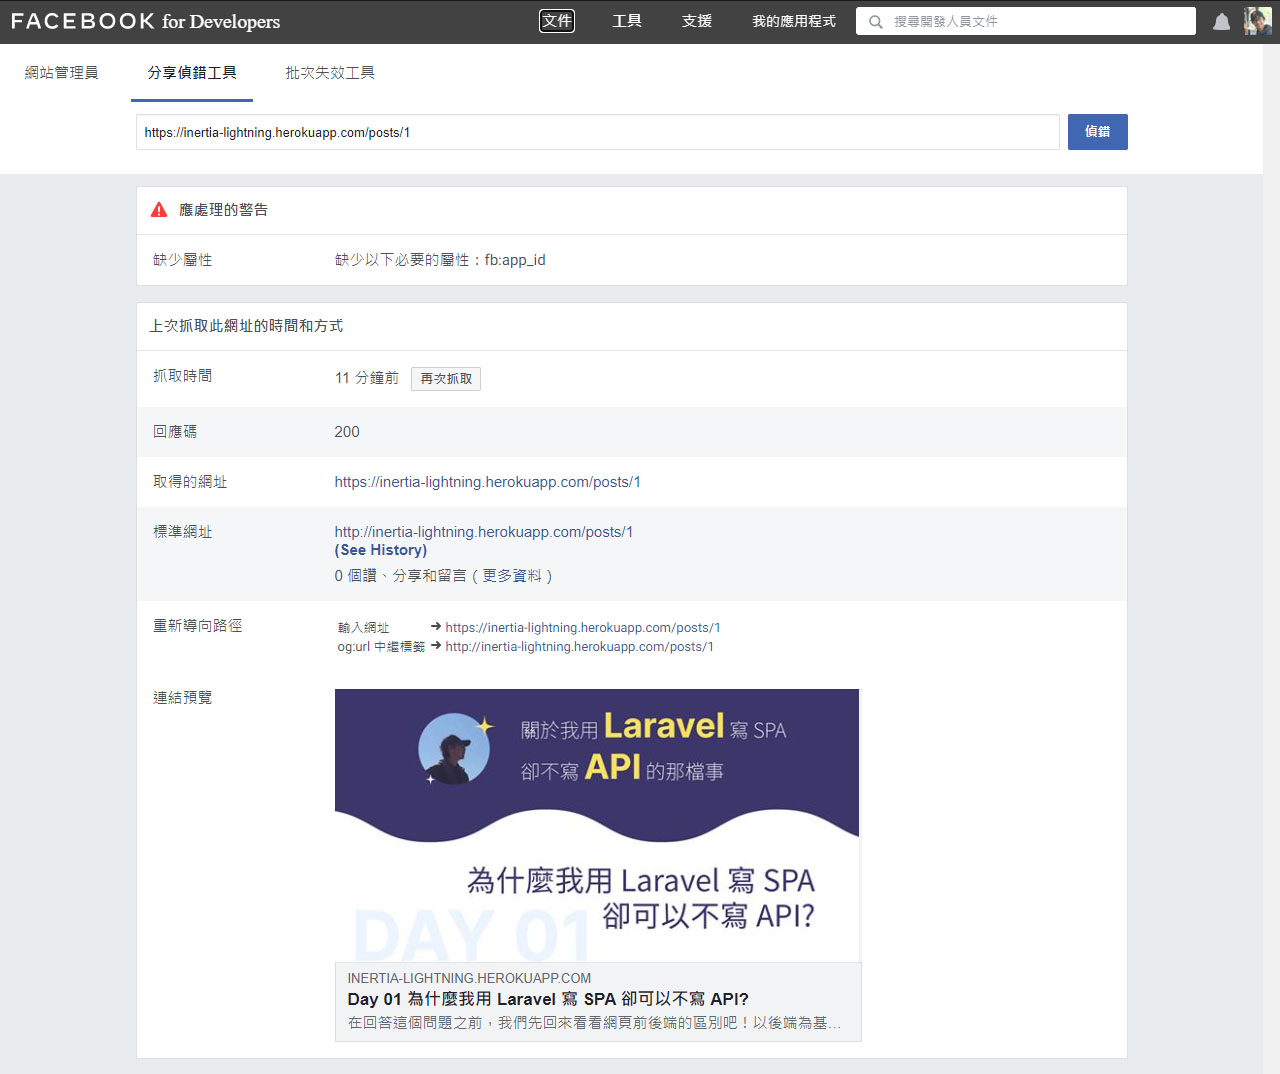 FACEBOOK for Developers
文件
工具
支援
我的應用程式
搜尋開發人員文件
網站管理員
分享偵錯工具
批次失效工具
https://inertia-lightning.herokuapp.com/posts/1
偵錯
應處理的警告
缺少屬性
缺少以下必要的屬性：fb:app_id
上次抓取此網址的時間和方式
抓取時間
11 分鐘前
再次抓取
回應碼
200
取得的網址
https://inertia-lightning.herokuapp.com/posts/1
標準網址
http://inertia-lightning.herokuapp.com/posts/1
(See History)
0 個讚、分享和留言 ( 更多資料 )
重新導向路徑
輸入網址 ➔ https://inertia-lightning.herokuapp.com/posts/1
og:url 中繼標籤 ➔ http://inertia-lightning.herokuapp.com/posts/1
連結預覽
關於我用 Laravel 寫 SPA
卻不寫 API 的那檔事
為什麼我用 Laravel 寫 SPA
卻可以不寫 API?
DAY 01
INERTIA-LIGHTNING.HEROKUAPP.COM
Day 01 為什麼我用 Laravel 寫 SPA 卻可以不寫 API?
在回答這個問題之前，我們先回來看看網頁前後端的區別吧！以後端為基…